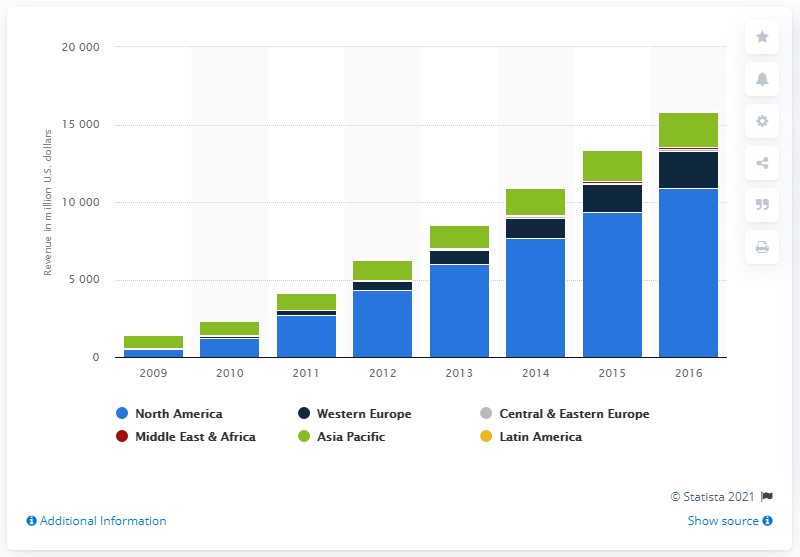 20 000
15 000
10 000
5 000
0
Revenue in million U.S. dollars
2009 2010 2011 2012 2013 2014 2015 2016
North America Western Europe Central & Eastern Europe
Middle East & Africa Asia Pacific Latin America
© Statista 2021
Additional Information Show source